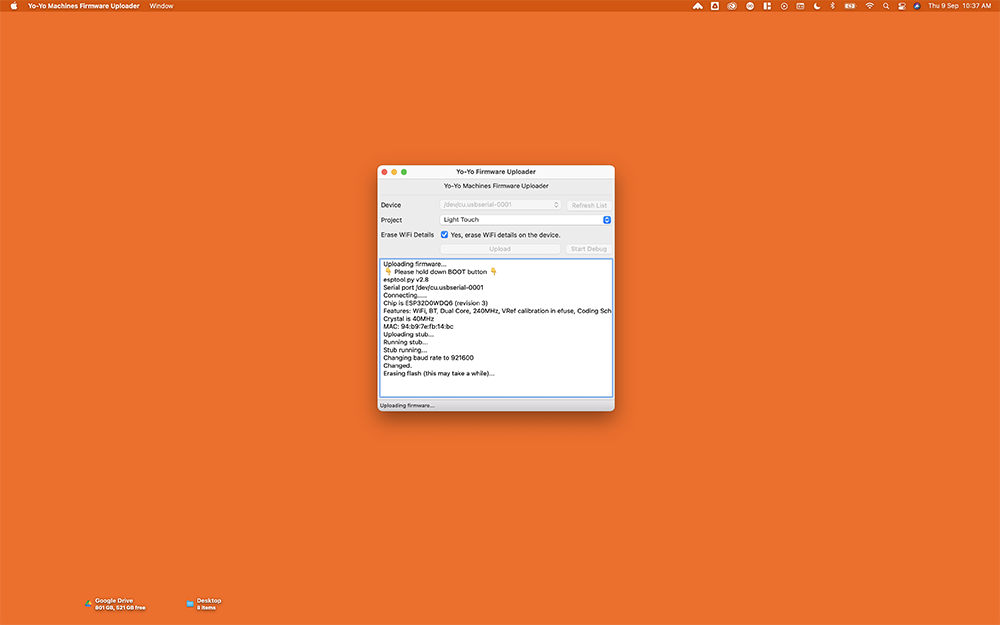 Yo-Yo Machines Firmware Uploader Window Thu 9 Sep 10:37 AM
Yo-Yo Firmware Uploader
Yo-Yo Machines Firmware Uploader
Device /dev/cu.usbserial-0001 Refresh List
Project Light Touch
Erase WiFi Details Yes, erase WiFi details on the device.
Upload Start Debug
Uploading firmware...
👇 Please hold down BOOT button 👇
esptool.py v2.8
Serial port /dev/cu.usbserial-0001
Connecting.....
Chip is ESP32D0WDQ6 (revision 3)
Features: WiFi, BT, Dual Core, 240MHz, VRef calibration in efuse, Coding Sch
Crystal is 40MHz
MAC: 94:b9:7e:fb:14:bc
Uploading stub...
Running stub...
Stub running...
Changing baud rate to 921600
Changed.
Erasing flash (this may take a while)...
Uploading firmware...
Google Drive
801 GB, 521 GB free
Desktop
8 items